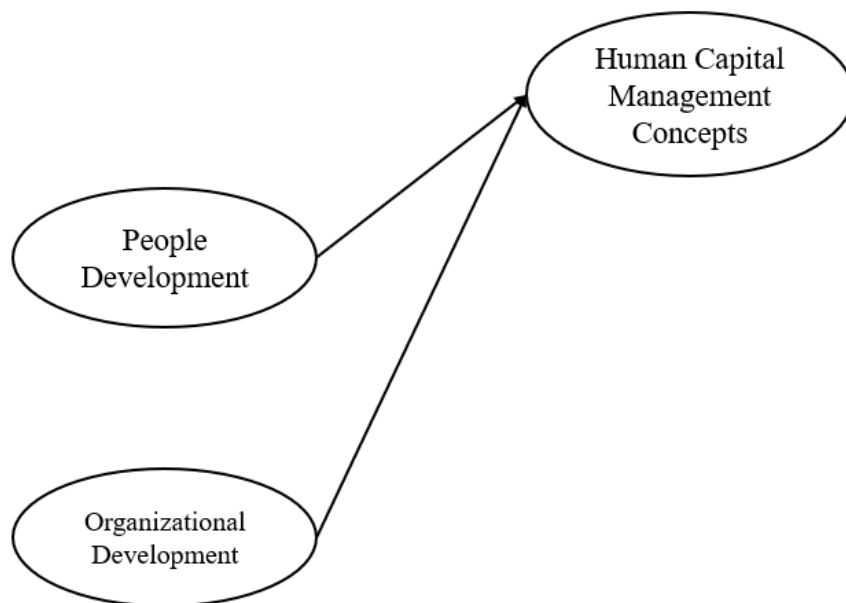 Human Capital
Management
Concepts
People
Development
Organizational
Development